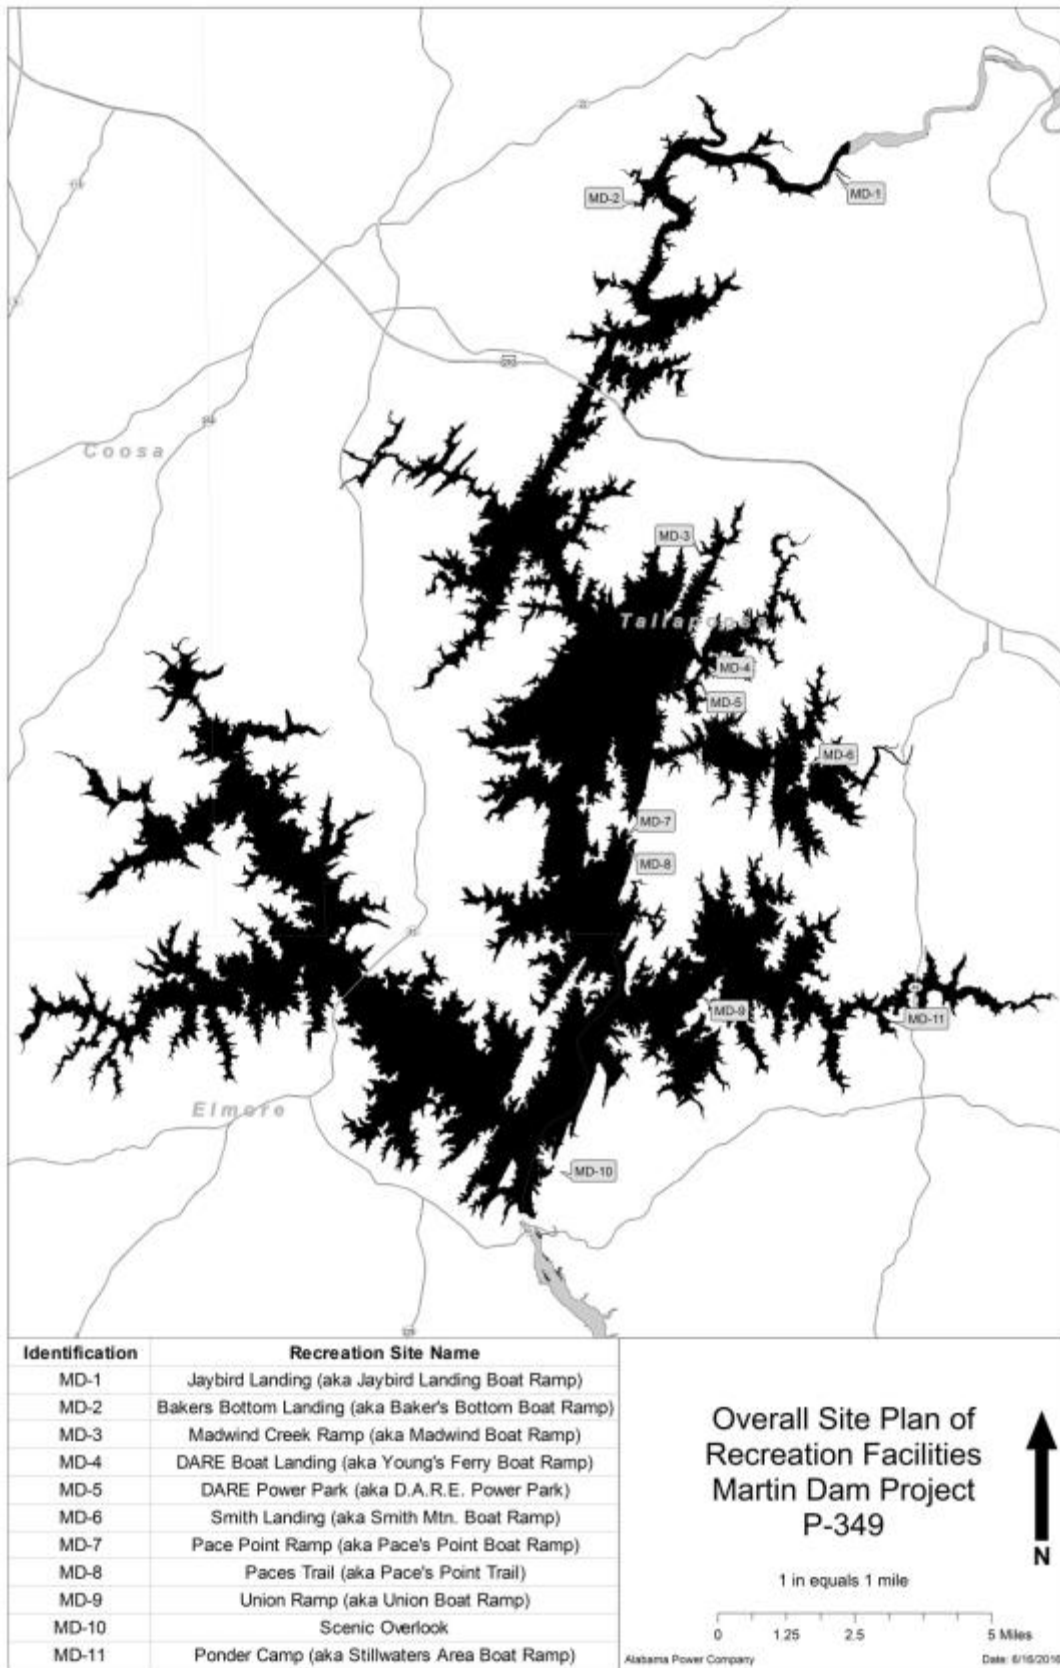 22
MD-2
MD-1
280
Coosa
MD-3
Tallapoosa
MD-4
MD-5
MD-6
MD-7
MD-8
MD-9
MD-11
Elmore
MD-10
Identification Recreation Site Name
MD-1 Jaybird Landing (aka Jaybird Landing Boat Ramp)
MD-2 Bakers Bottom Landing (aka Baker's Bottom Boat Ramp)
MD-3 Madwind Creek Ramp (aka Madwind Boat Ramp)
MD-4 DARE Boat Landing (aka Young's Ferry Boat Ramp)
MD-5 DARE Power Park (aka D.A.R.E. Power Park)
MD-6 Smith Landing (aka Smith Mtn. Boat Ramp)
MD-7 Pace Point Ramp (aka Pace's Point Boat Ramp)
MD-8 Paces Trail (aka Pace's Point Trail)
MD-9 Union Ramp (aka Union Boat Ramp)
MD-10 Scenic Overlook
MD-11 Ponder Camp (aka Stillwaters Area Boat Ramp)
Overall Site Plan of
Recreation Facilities
Martin Dam Project
P-349
N
1 in equals 1 mile
0 1.25 2.5 5 Miles
Alabama Power Company
Date: 6/16/2016